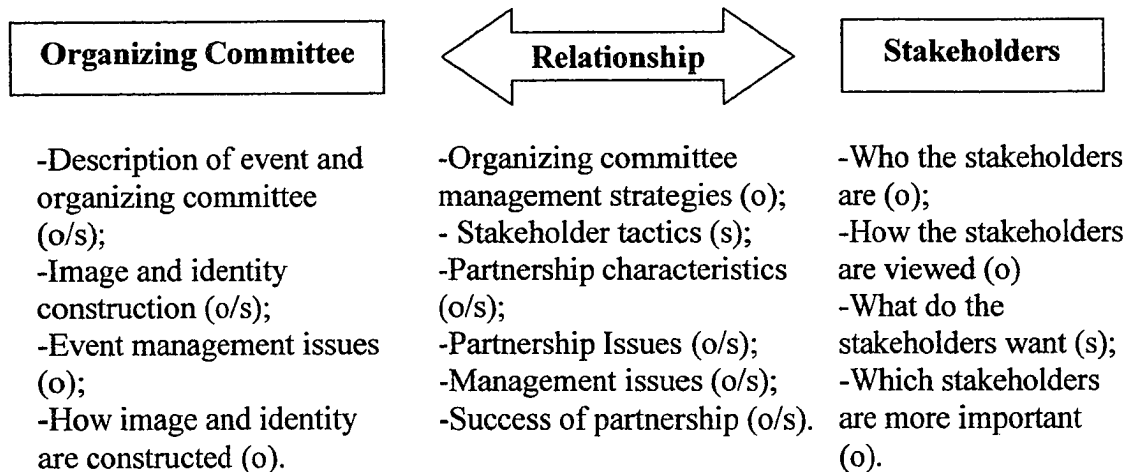 Organizing Committee
Relationship
Stakeholders
-Description of event and
organizing committee
(o/s);
-Image and identity
construction (o/s);
-Event management issues
(o);
-How image and identity
are constructed (o).
-Organizing committee
management strategies (o);
- Stakeholder tactics (s);
-Partnership characteristics
(o/s);
-Partnership Issues (o/s);
-Management issues (o/s);
-Success of partnership (o/s).
-Who the stakeholders
are (o);
-How the stakeholders
are viewed (o)
-What do the
stakeholders want (s);
-Which stakeholders
are more important
(o).